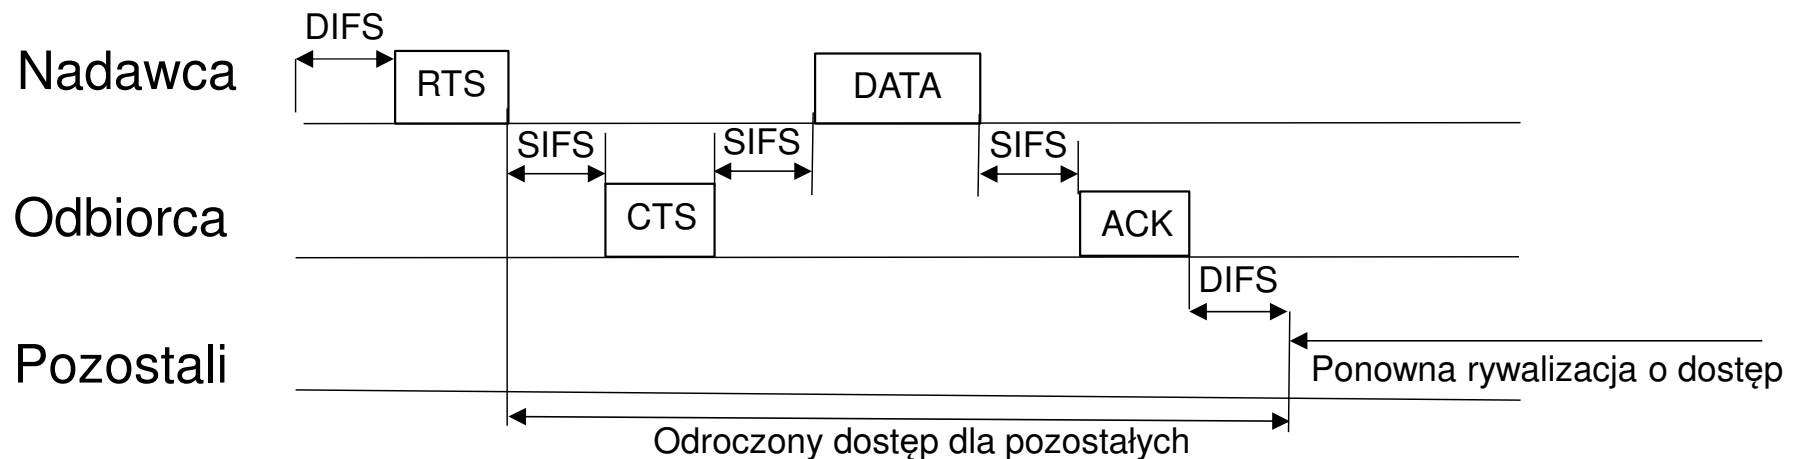 DIFS
Nadawca
RTS
DATA
SIFS
SIFS
SIFS
Odbiorca
CTS
ACK
DIFS
Pozostali
Ponowna rywalizacja o dostęp
Odroczony dostęp dla pozostałych